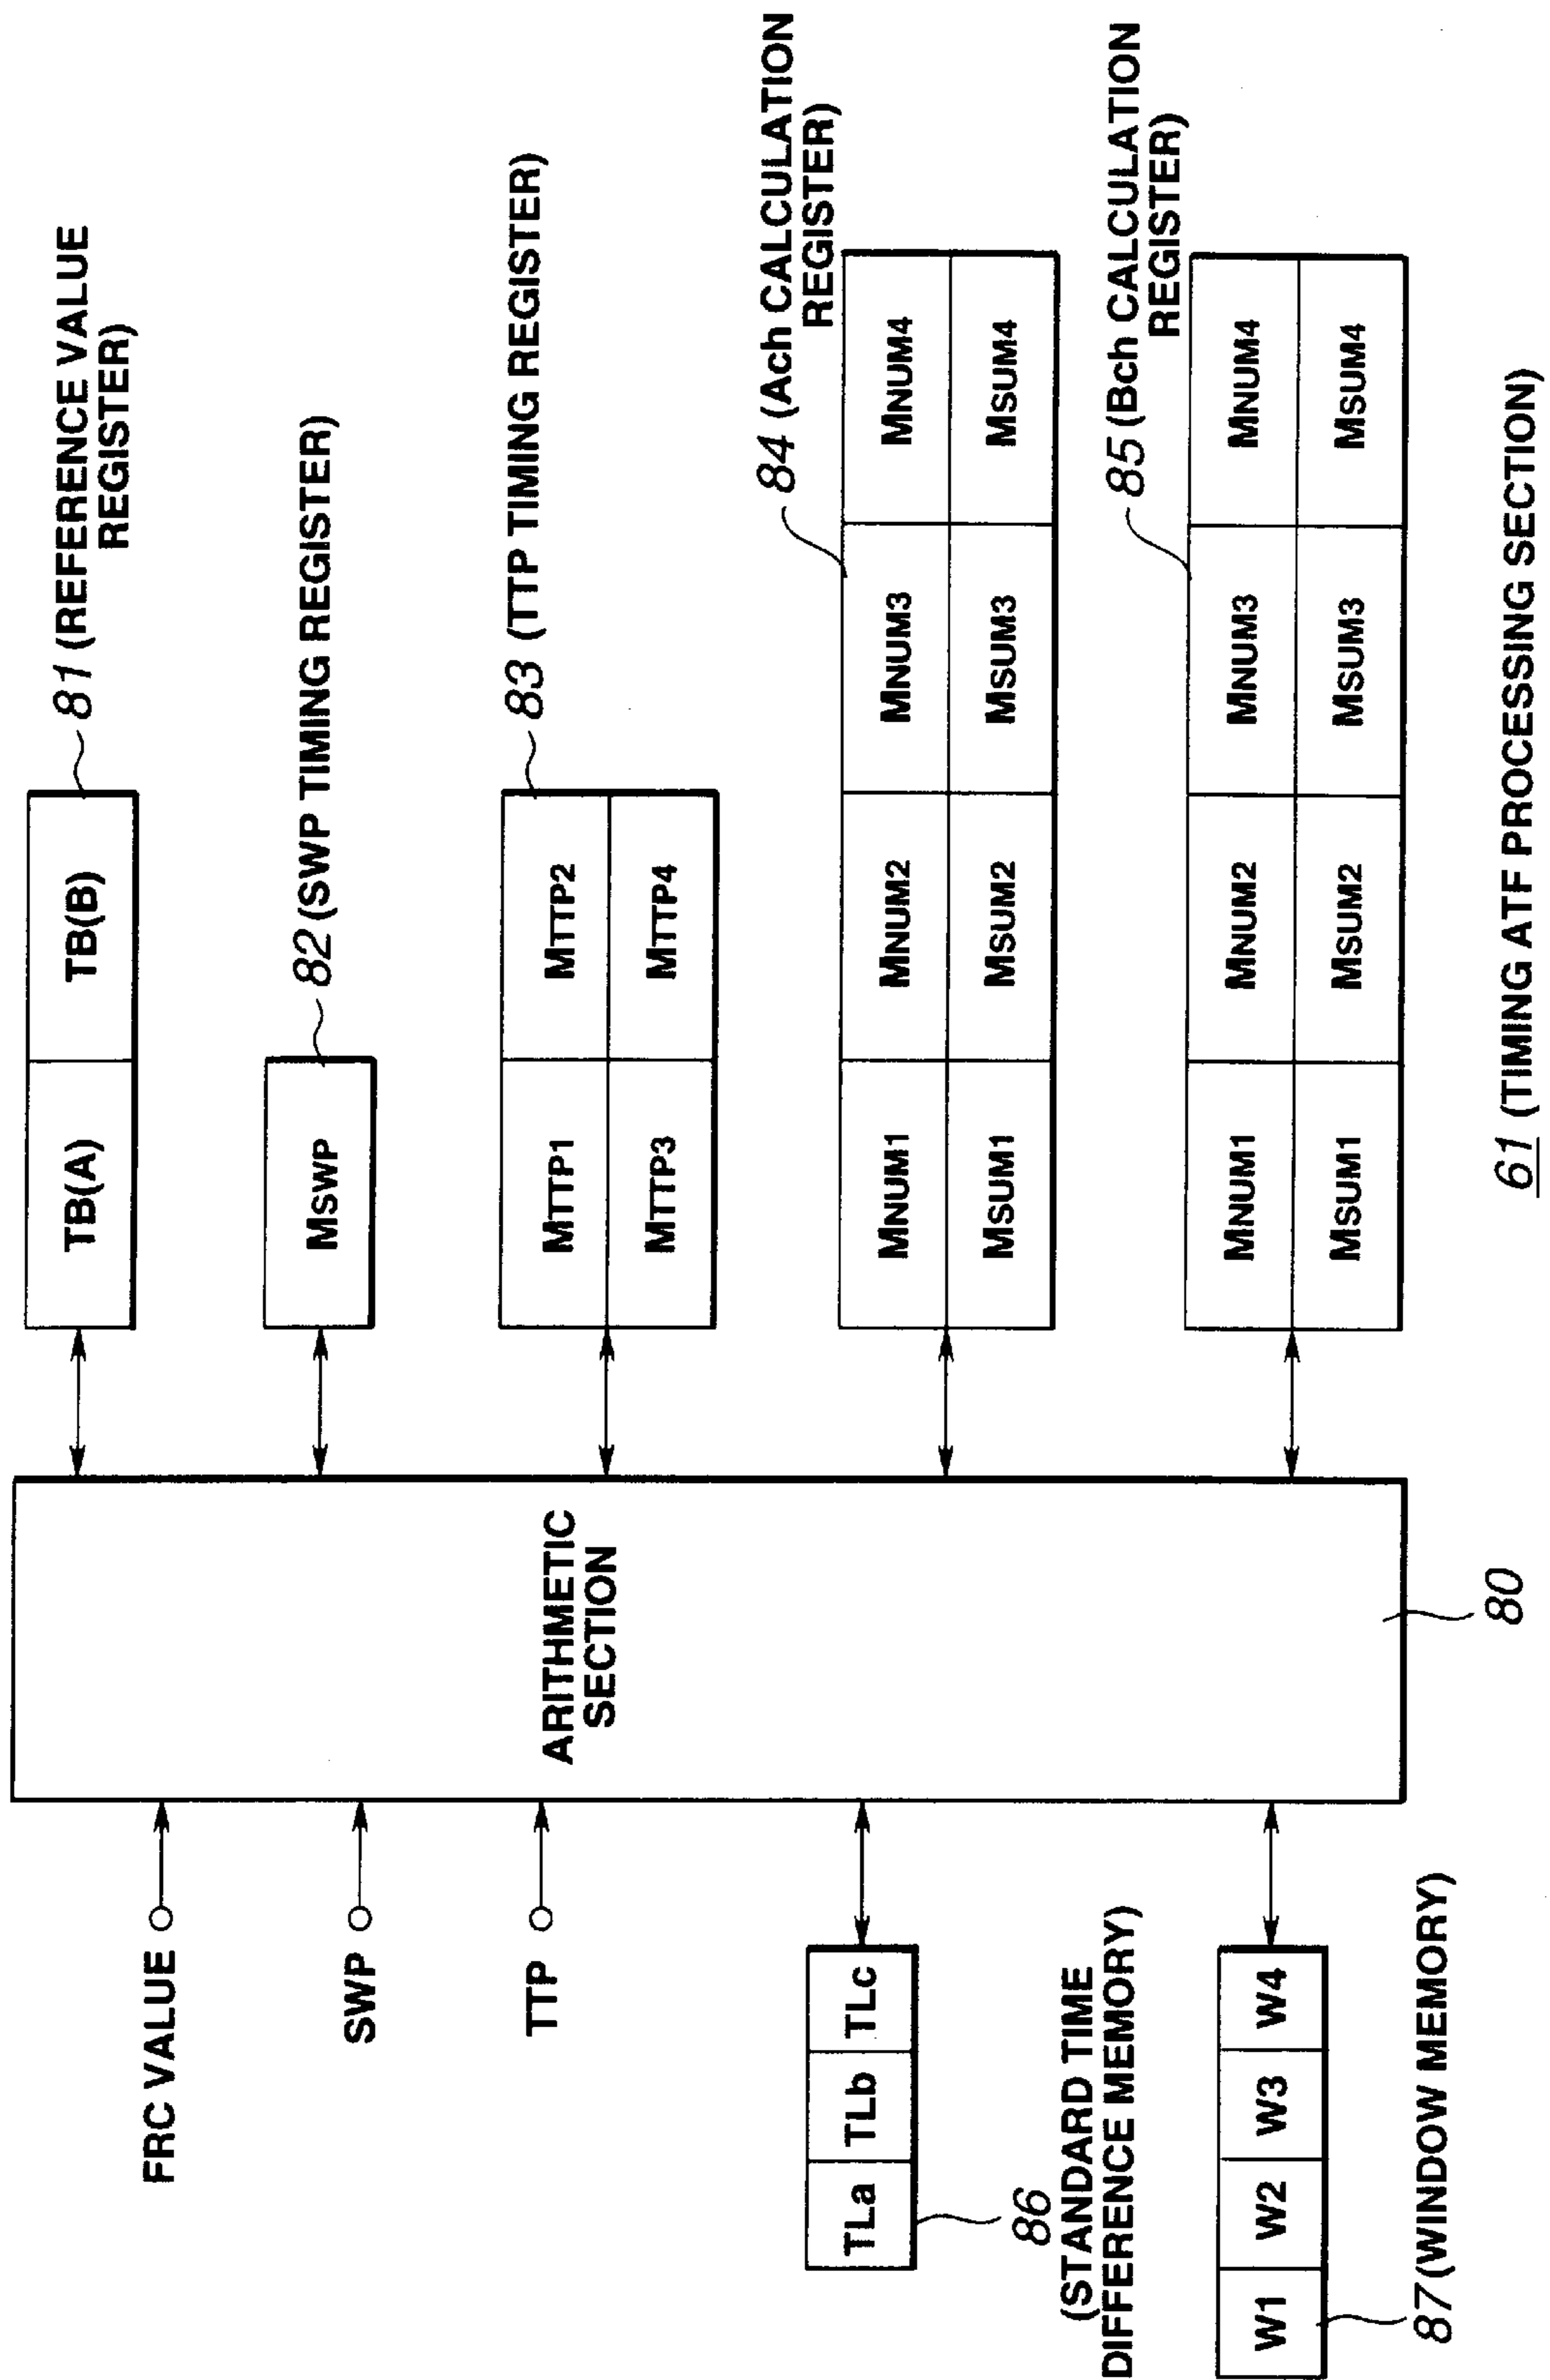 FRC VALUE
SWP
TTP
TLa TLb TLc
86
(STANDARD TIME
DIFFERENCE MEMORY)
W1 W2 W3 W4
87 (WINDOW MEMORY)
ARITHMETIC
SECTION
80
TB(A) TB(B)
81 (REFERENCE VALUE
REGISTER)
MSWP
82 (SWP TIMING REGISTER)
MTTP1 MTTP2
MTTP3 MTTP4
83 (TTP TIMING REGISTER)
MNUM1 MNUM2 MNUM3 MNUM4
MSUM1 MSUM2 MSUM3 MSUM4
84 (Ach CALCULATION
REGISTER)
MNUM1 MNUM2 MNUM3 MNUM4
MSUM1 MSUM2 MSUM3 MSUM4
85 (Bch CALCULATION
REGISTER)
61 (TIMING ATF PROCESSING SECTION)